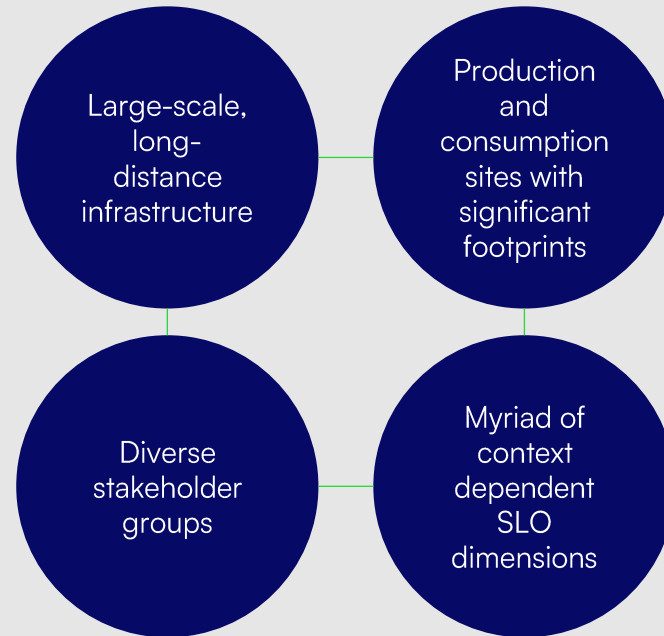 Large-scale,
long-
distance
infrastructure
Production
and
consumption
sites with
significant
footprints
Diverse
stakeholder
groups
Myriad of
context
dependent
SLO
dimensions